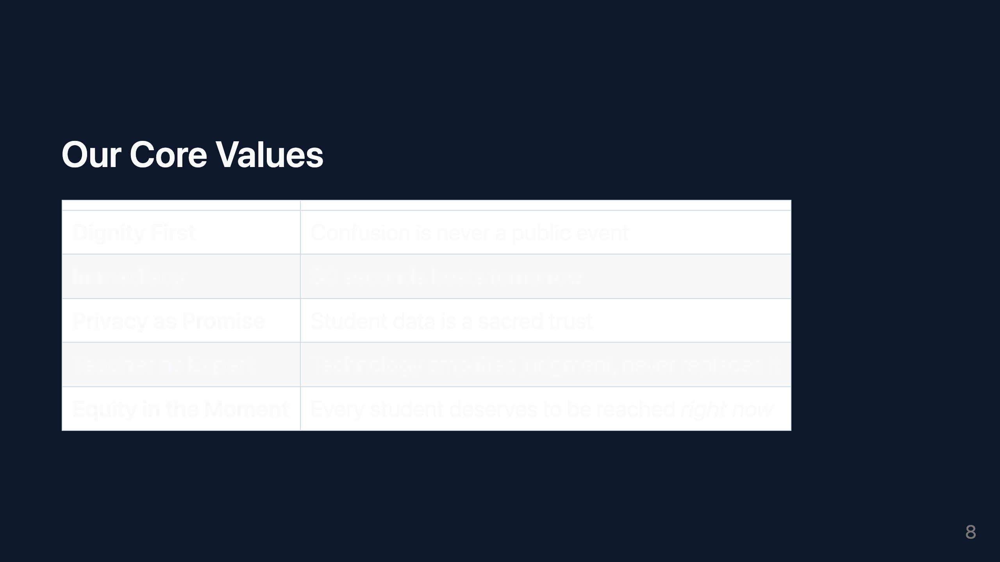 Our Core Values
Dignity First Confusion is never a public event
Immediacy 30 seconds beats tomorrow
Privacy as Promise Student data is a sacred trust
Teacher as Expert Technology amplifies judgment, never replaces it
Equity in the Moment Every student deserves to be reached right now
8